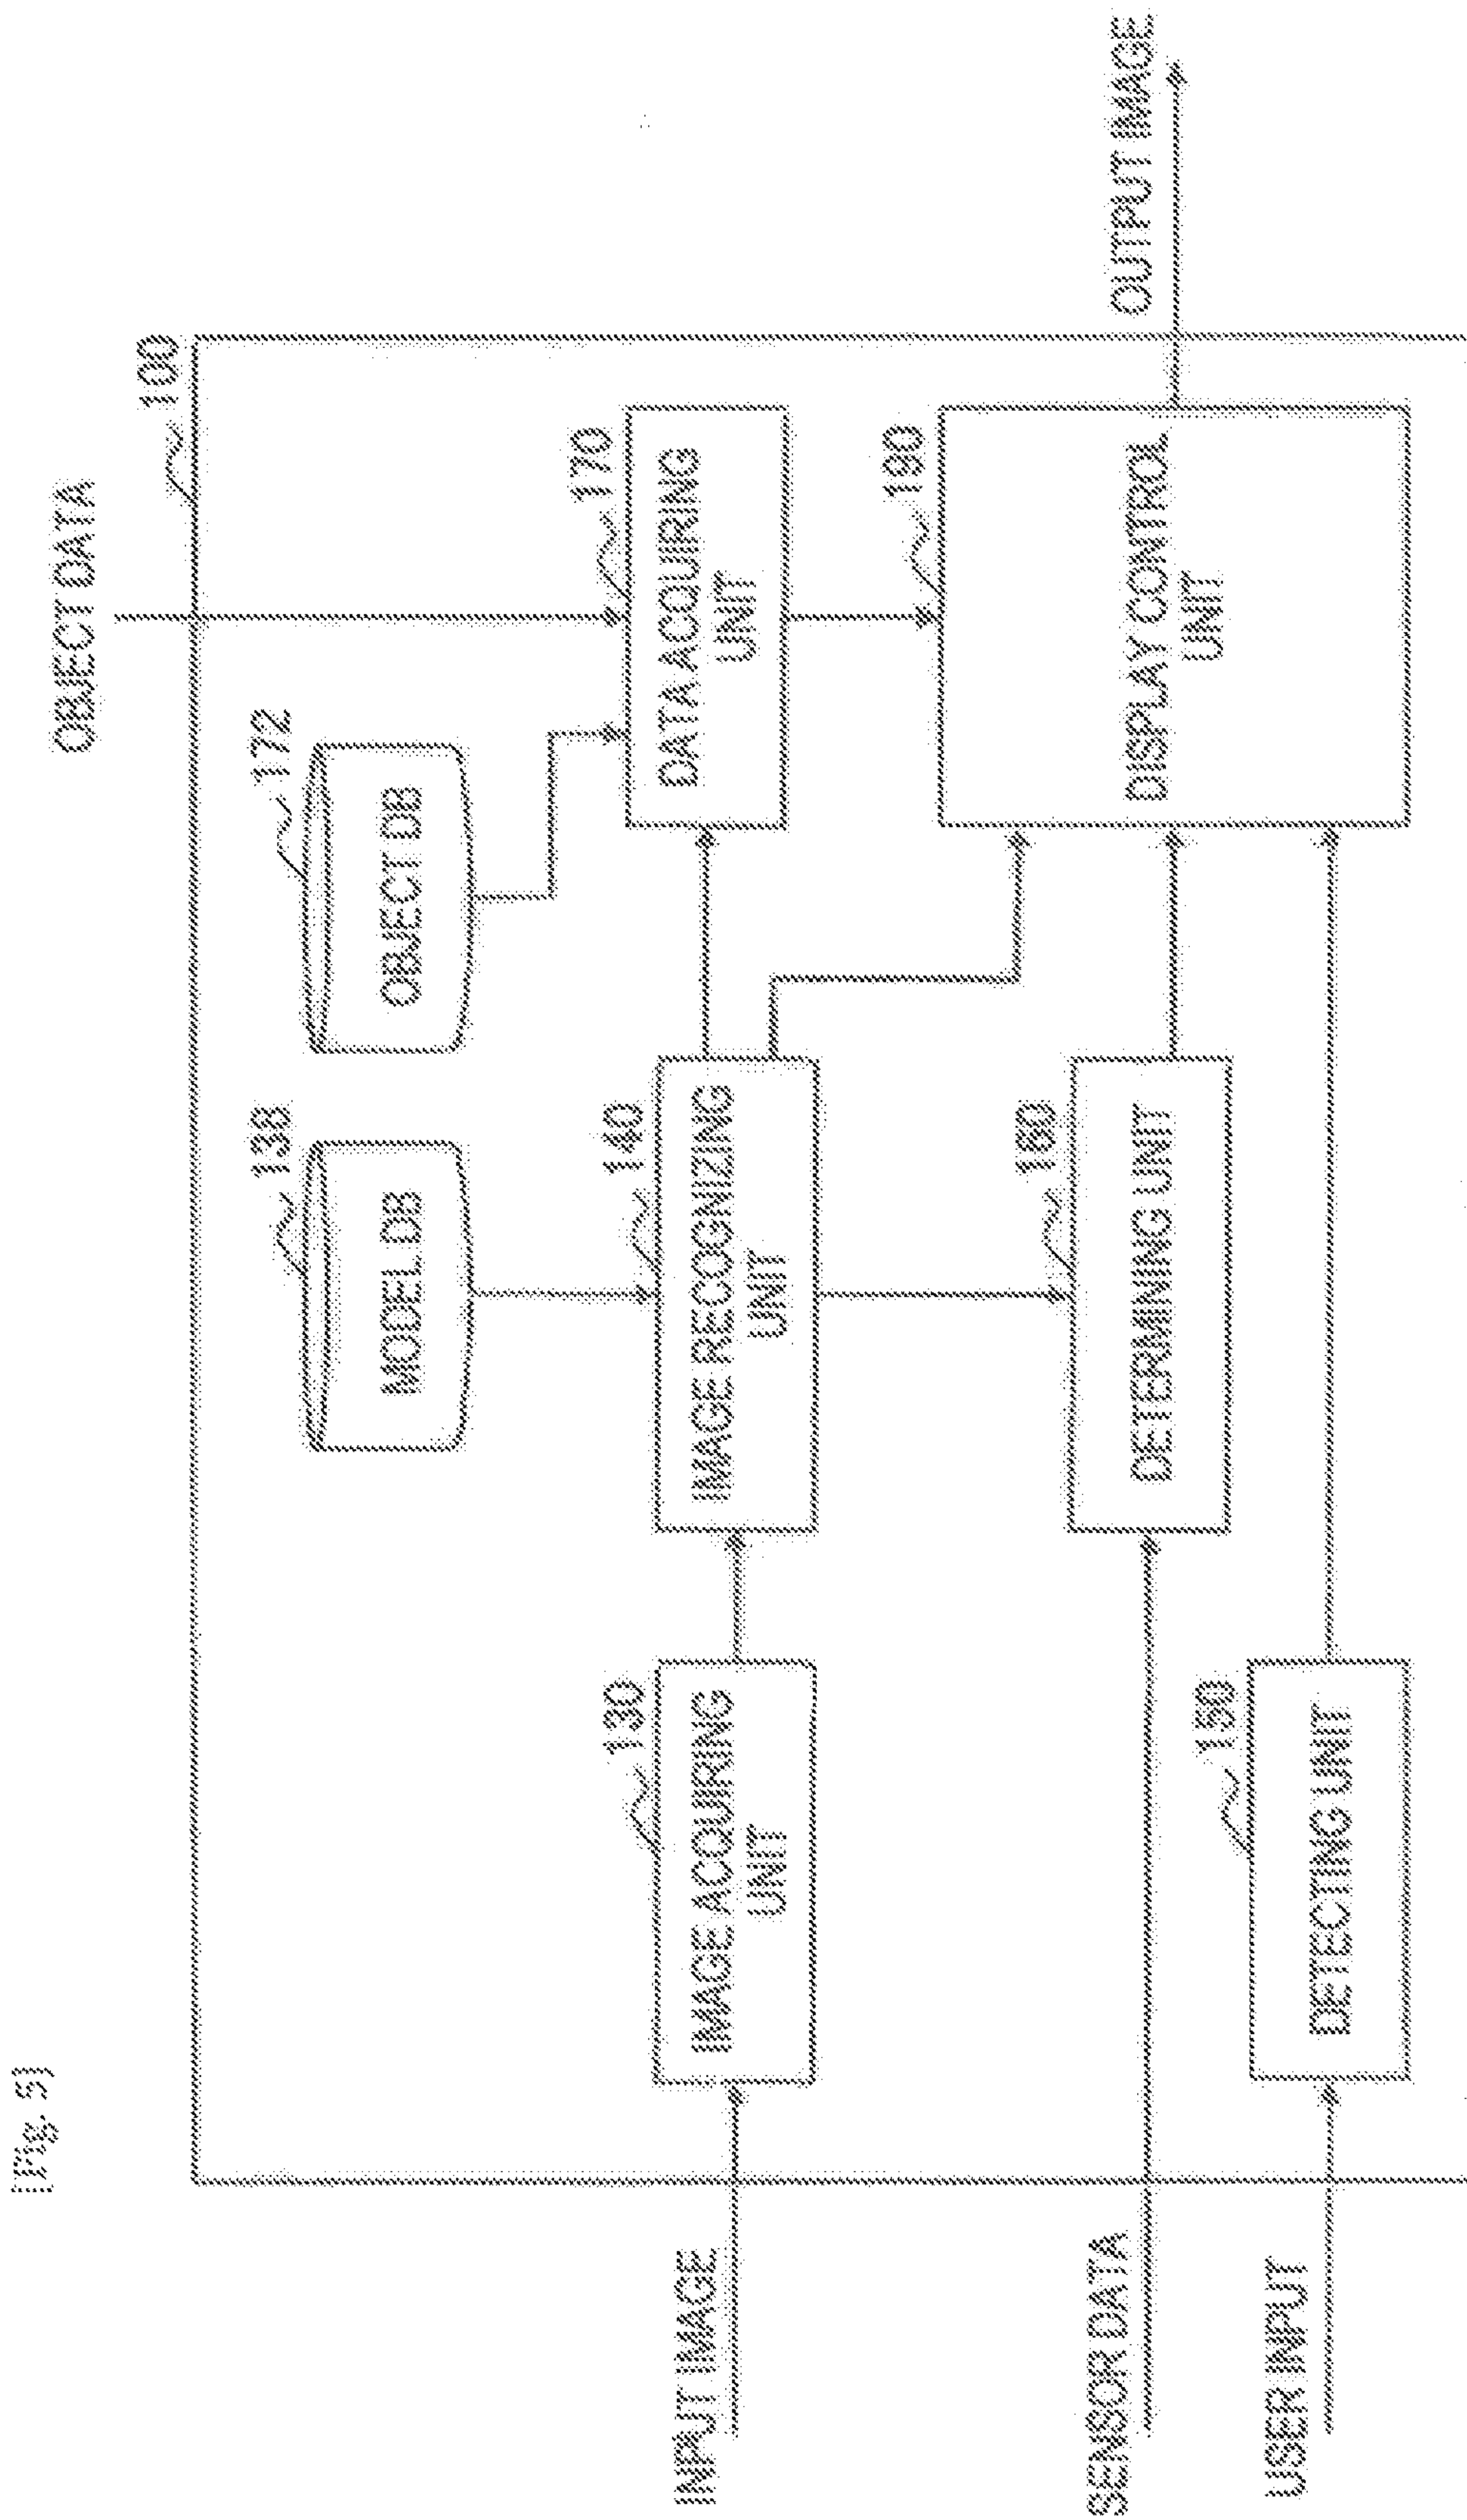 [Fig. 5]
OBJECT DATA
100
138
172
MODEL DB
OBJECT DB
130
140
170
INPUT IMAGE
IMAGE ACQUIRING
UNIT
IMAGE RECOGNIZING
UNIT
DATA ACQUIRING
UNIT
160
190
SENSOR DATA
DETERMINING UNIT
DISPLAY CONTROL
UNIT
OUTPUT IMAGE
150
USER INPUT
DETECTING UNIT